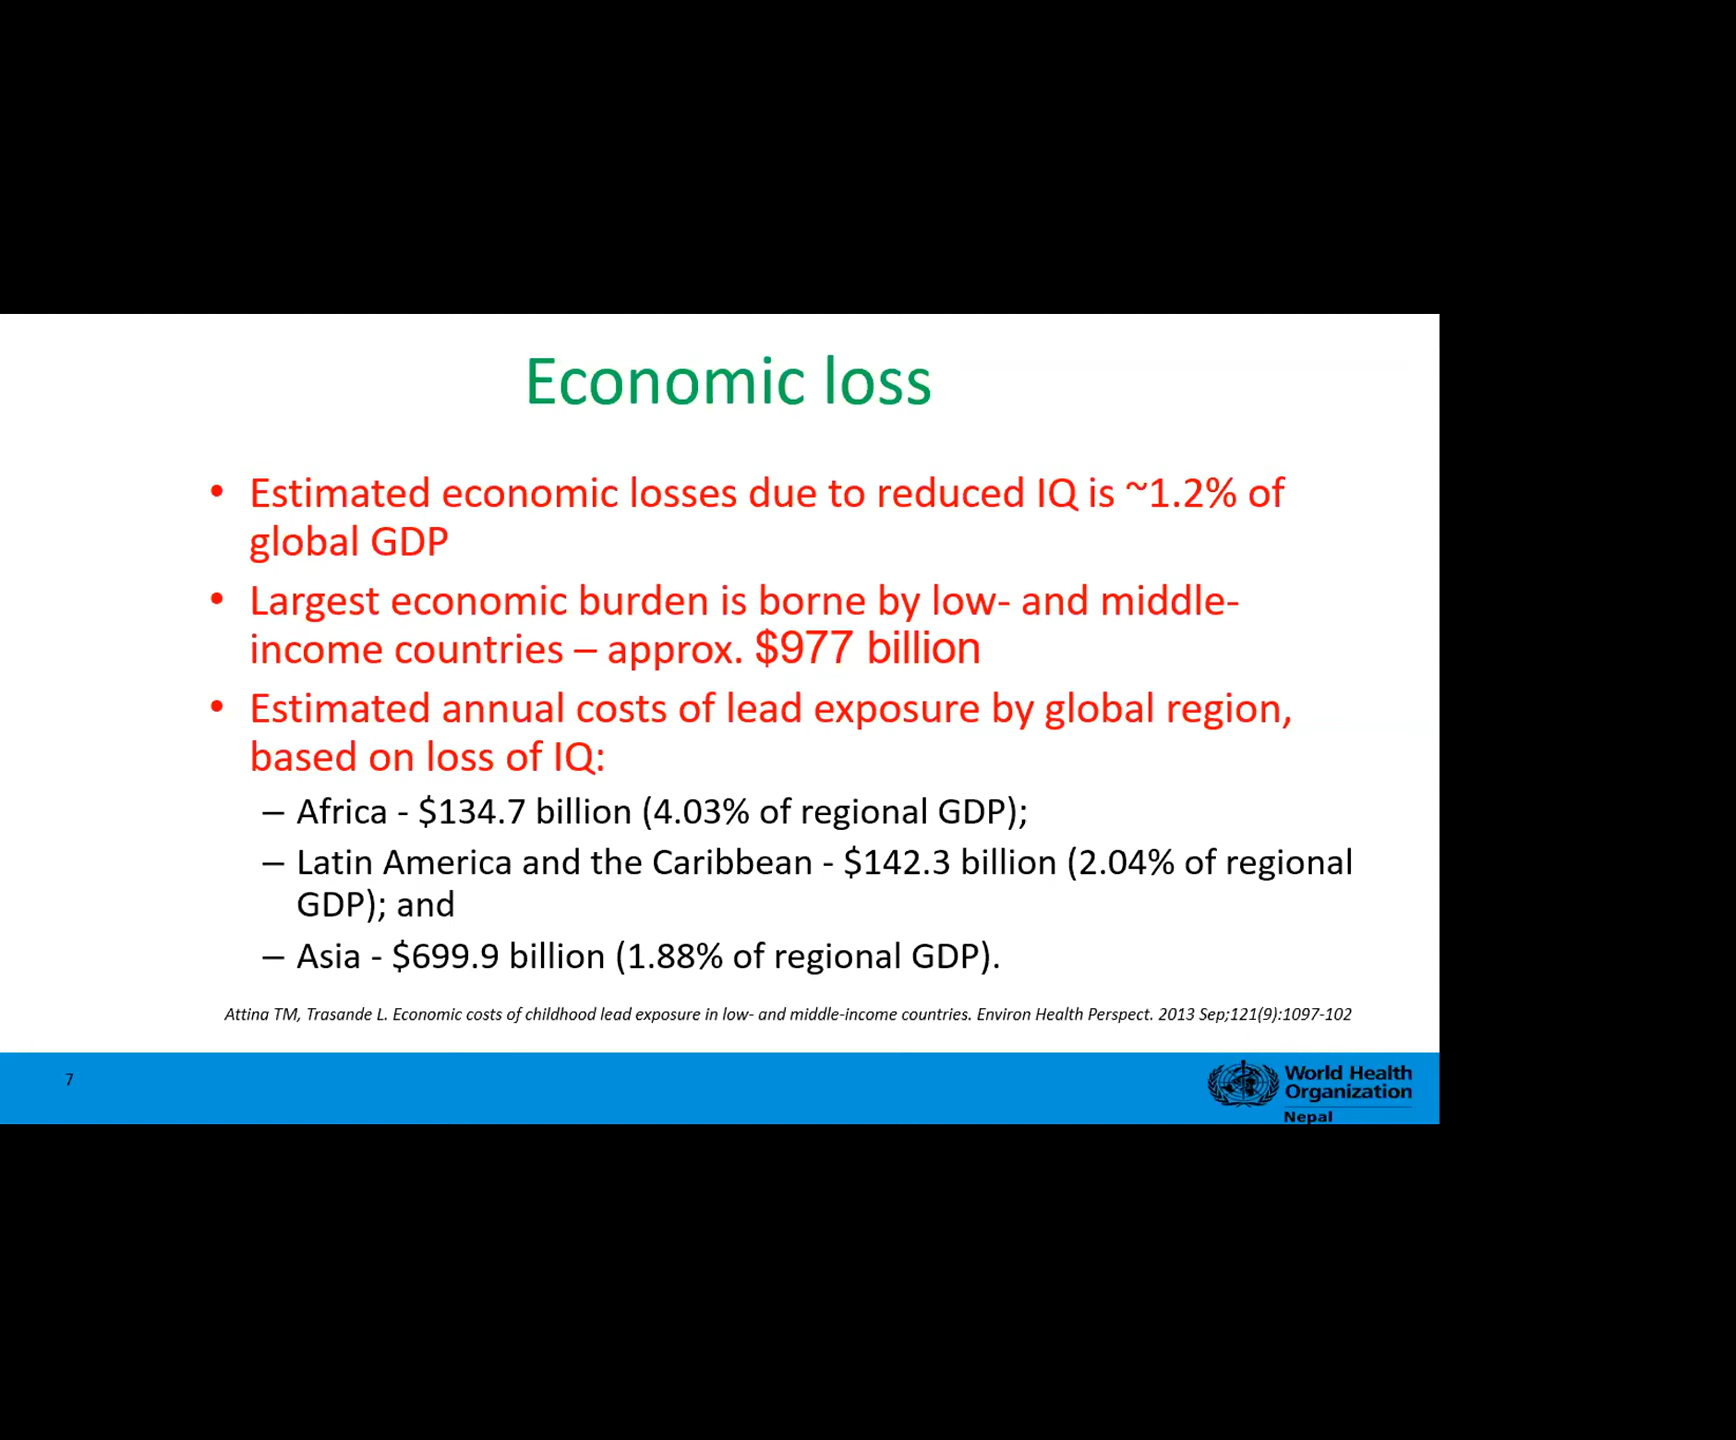 Economic loss
• Estimated economic losses due to reduced IQ is ~1.2% of
global GDP
• Largest economic burden is borne by low- and middle-
income countries – approx. $977 billion
• Estimated annual costs of lead exposure by global region,
based on loss of IQ:
– Africa - $134.7 billion (4.03% of regional GDP);
– Latin America and the Caribbean - $142.3 billion (2.04% of regional
GDP); and
– Asia - $699.9 billion (1.88% of regional GDP).
Attina TM, Trasande L. Economic costs of childhood lead exposure in low- and middle-income countries. Environ Health Perspect. 2013 Sep;121(9):1097-102
7
World Health
Organization
Nepal